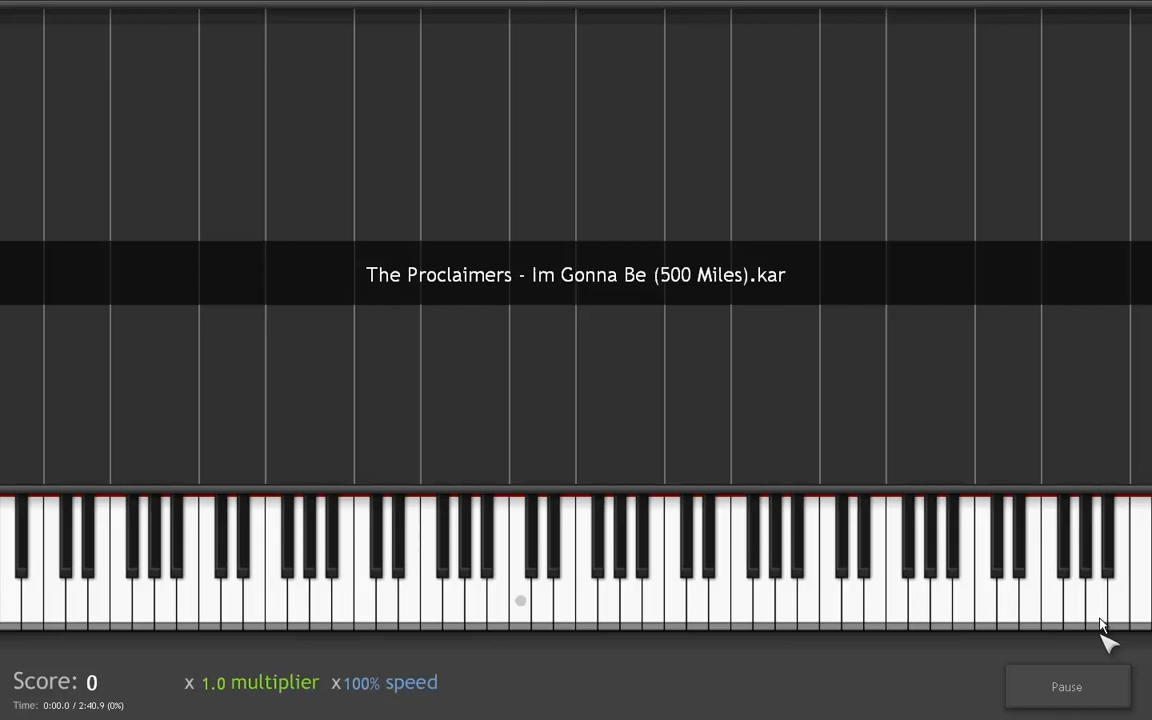 The Proclaimers - Im Gonna Be (500 Miles).kar
Score: 0 x 1.0 multiplier x100% speed
Pause
Time: 0:00.0 / 2:40.9 (0%)